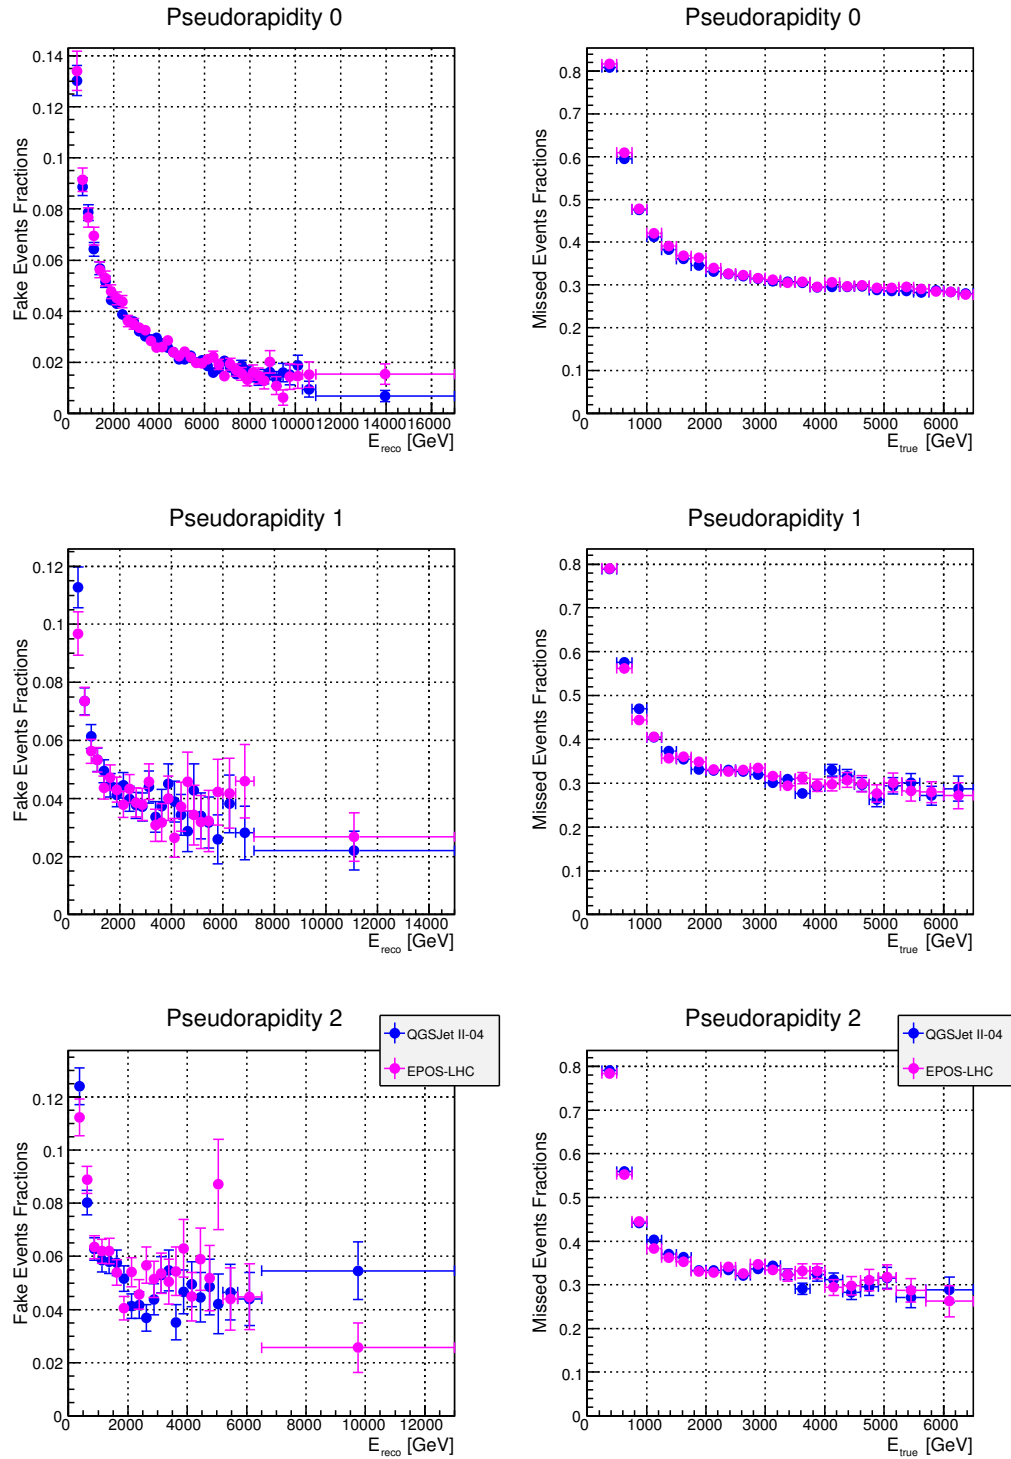 Pseudorapidity 0
Fake Events Fractions
0.14
0.12
0.1
0.08
0.06
0.04
0.02
0
0 2000 4000 6000 8000 10000 12000 14000 16000
E_reco [GeV]
Pseudorapidity 0
Missed Events Fractions
0.8
0.7
0.6
0.5
0.4
0.3
0.2
0.1
0
0 1000 2000 3000 4000 5000 6000
E_true [GeV]
Pseudorapidity 1
Fake Events Fractions
0.12
0.1
0.08
0.06
0.04
0.02
0
0 2000 4000 6000 8000 10000 12000 14000
E_reco [GeV]
Pseudorapidity 1
Missed Events Fractions
0.8
0.7
0.6
0.5
0.4
0.3
0.2
0.1
0
0 1000 2000 3000 4000 5000 6000
E_true [GeV]
Pseudorapidity 2
QGSJet II-04
EPOS-LHC
Fake Events Fractions
0.12
0.1
0.08
0.06
0.04
0.02
0
0 2000 4000 6000 8000 10000 12000
E_reco [GeV]
Pseudorapidity 2
QGSJet II-04
EPOS-LHC
Missed Events Fractions
0.8
0.7
0.6
0.5
0.4
0.3
0.2
0.1
0
0 1000 2000 3000 4000 5000 6000
E_true [GeV]